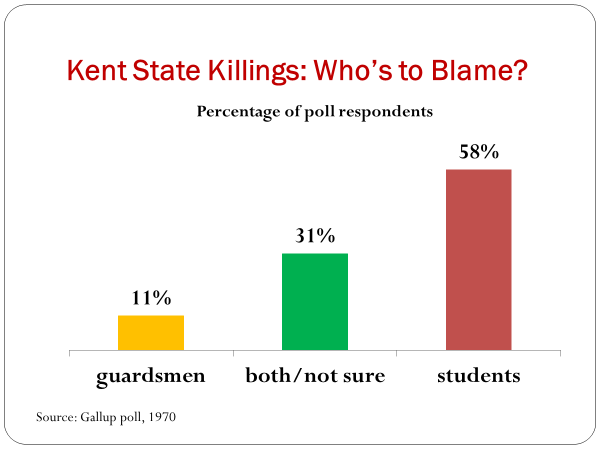 Kent State Killings: Who's to Blame?
Percentage of poll respondents
58%
31%
11%
guardsmen both/not sure students
Source: Gallup poll, 1970